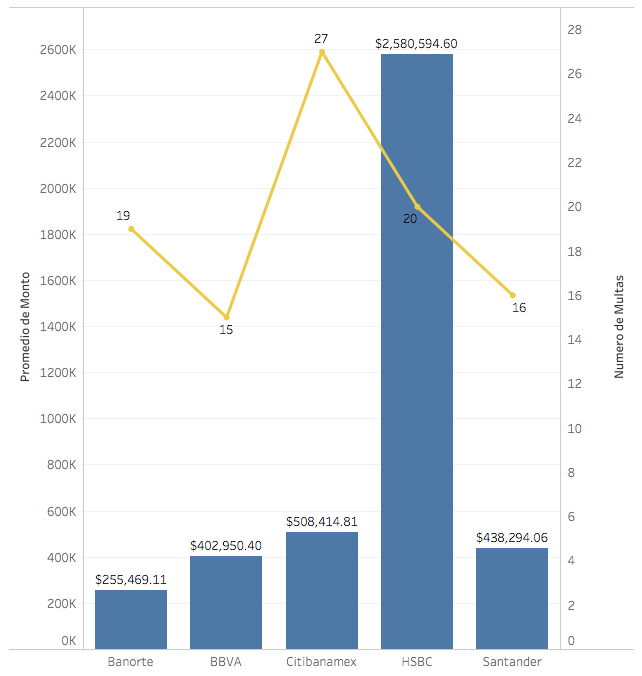 Promedio de Monto
2600K
2400K
2200K
2000K
1800K
1600K
1400K
1200K
1000K
800K
600K
400K
200K
0K
27
$2,580,594.60
19
20
15
16
$508,414.81
$438,294.06
$402,950.40
$255,469.11
28
26
24
22
20
18
16
14
12
10
8
6
4
2
0
Numero de Multas
Banorte
BBVA
Citibanamex
HSBC
Santander